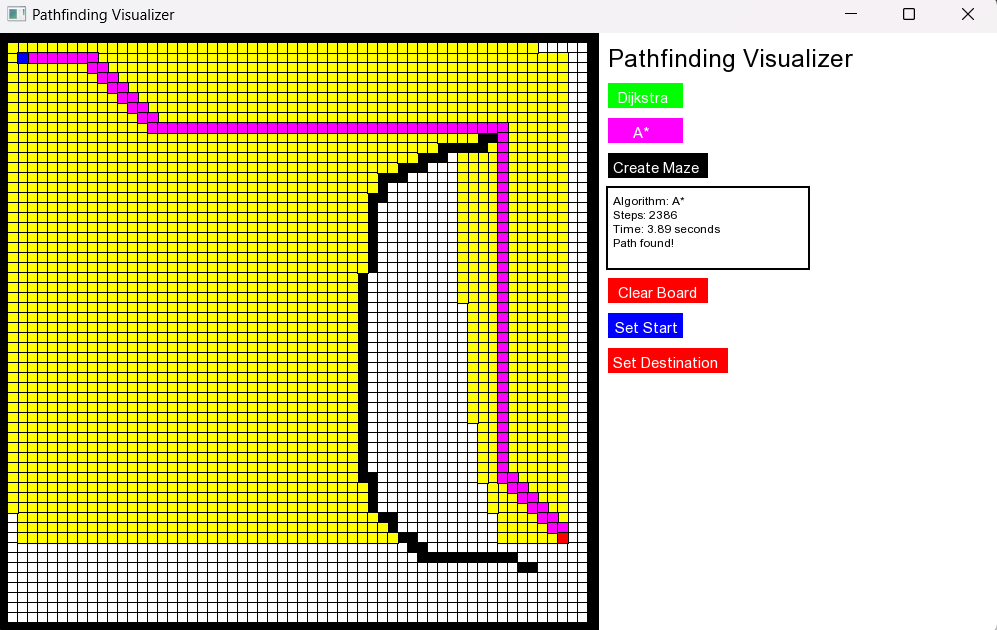 Pathfinding Visualizer
Pathfinding Visualizer
Dijkstra
A*
Create Maze
Algorithm: A*
Steps: 2386
Time: 3.89 seconds
Path found!
Clear Board
Set Start
Set Destination